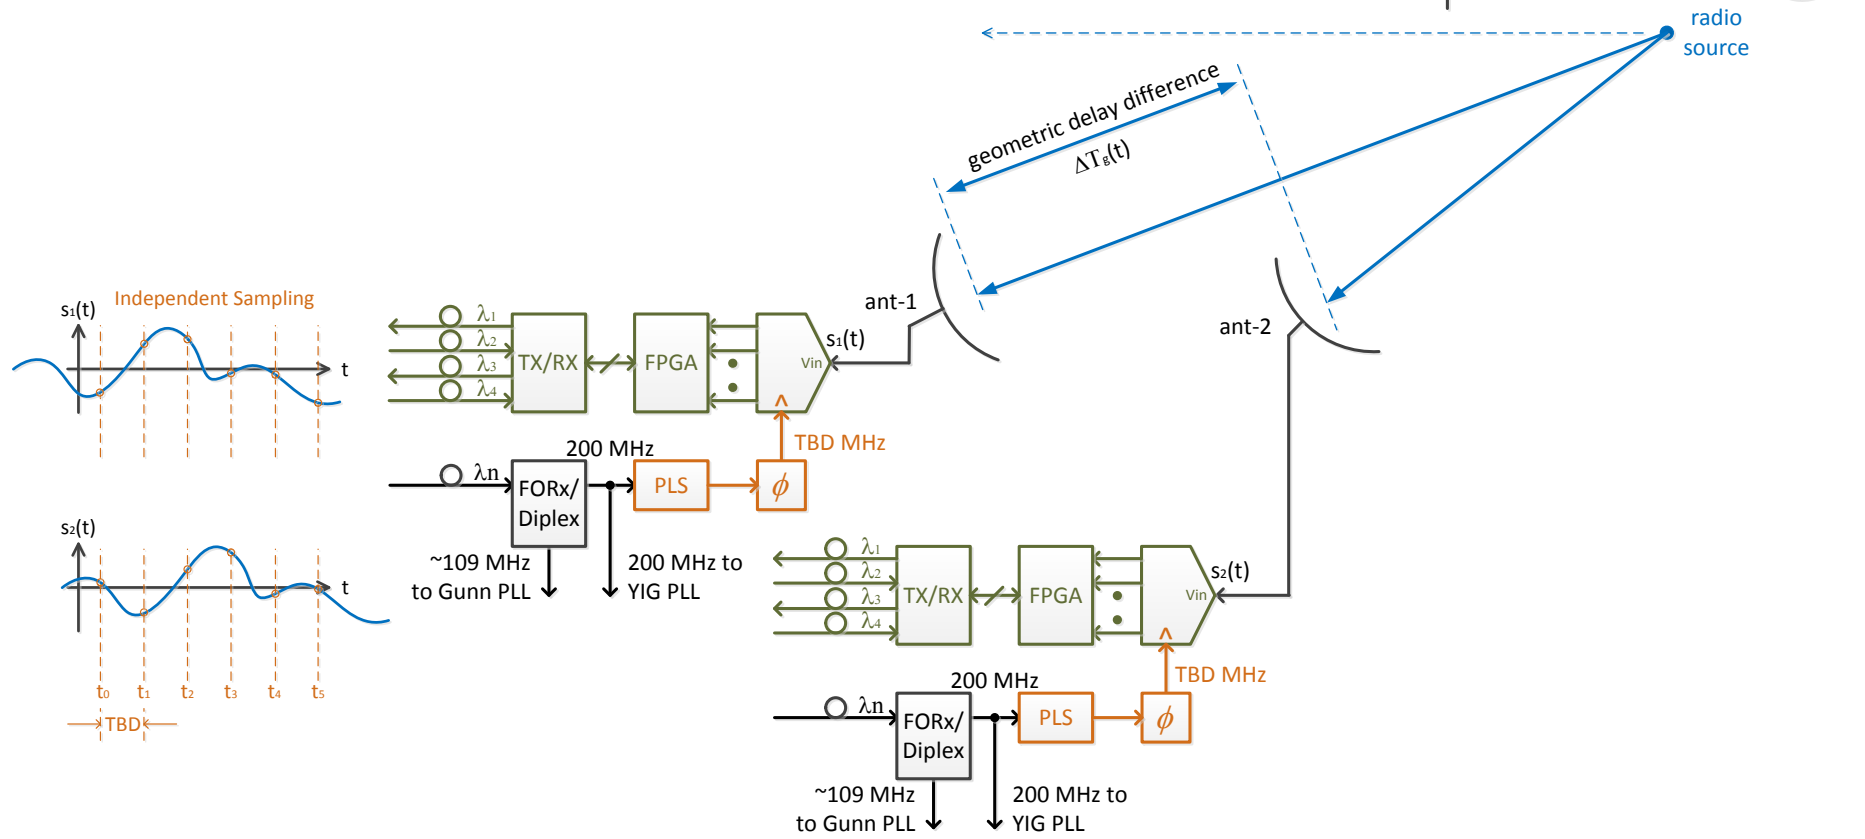 radio
source
geometric delay difference
ΔTg(t)
ant-1
ant-2
Independent Sampling
s1(t)
t
λ1
λ2
λ3
λ4
TX/RX
FPGA
Vin
s1(t)
TBD MHz
200 MHz
λn
FORx/
Diplex
PLS
ϕ
~109 MHz
to Gunn PLL
200 MHz to
YIG PLL
s2(t)
t
t0 t1 t2 t3 t4 t5
TBD
λ1
λ2
λ3
λ4
TX/RX
FPGA
Vin
s2(t)
TBD MHz
200 MHz
λn
FORx/
Diplex
PLS
ϕ
~109 MHz
to Gunn PLL
200 MHz to
YIG PLL